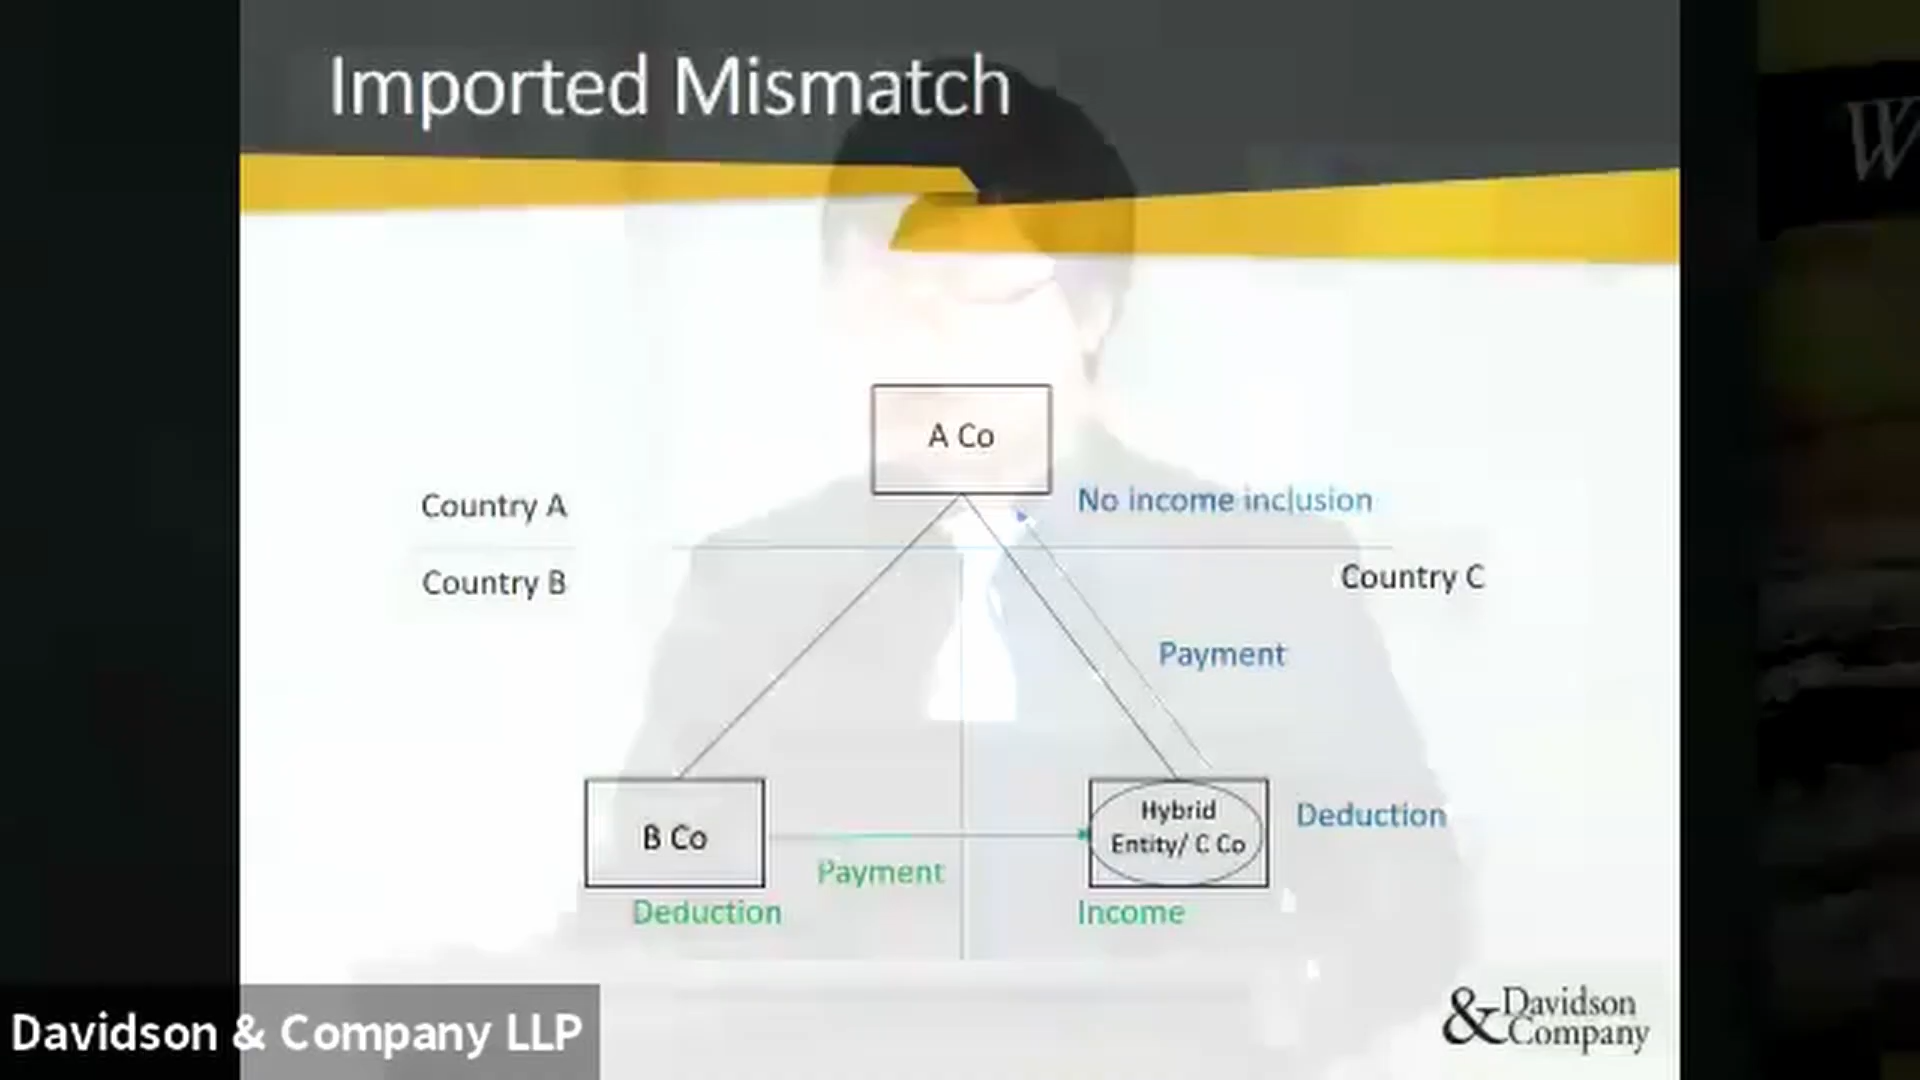 Imported Mismatch
W
A Co
Country A
No income inclusion
Country B
Country C
Payment
B Co
Hybrid
Entity/ C Co
Deduction
Payment
Deduction
Income
& Davidson
Company
Davidson & Company LLP